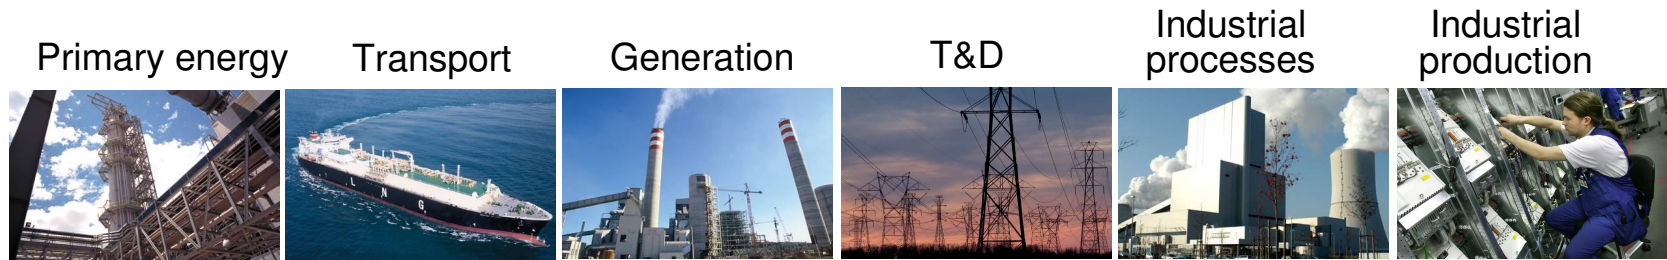 Primary energy
Transport
Generation
T&D
Industrial
processes
Industrial
production
L N G